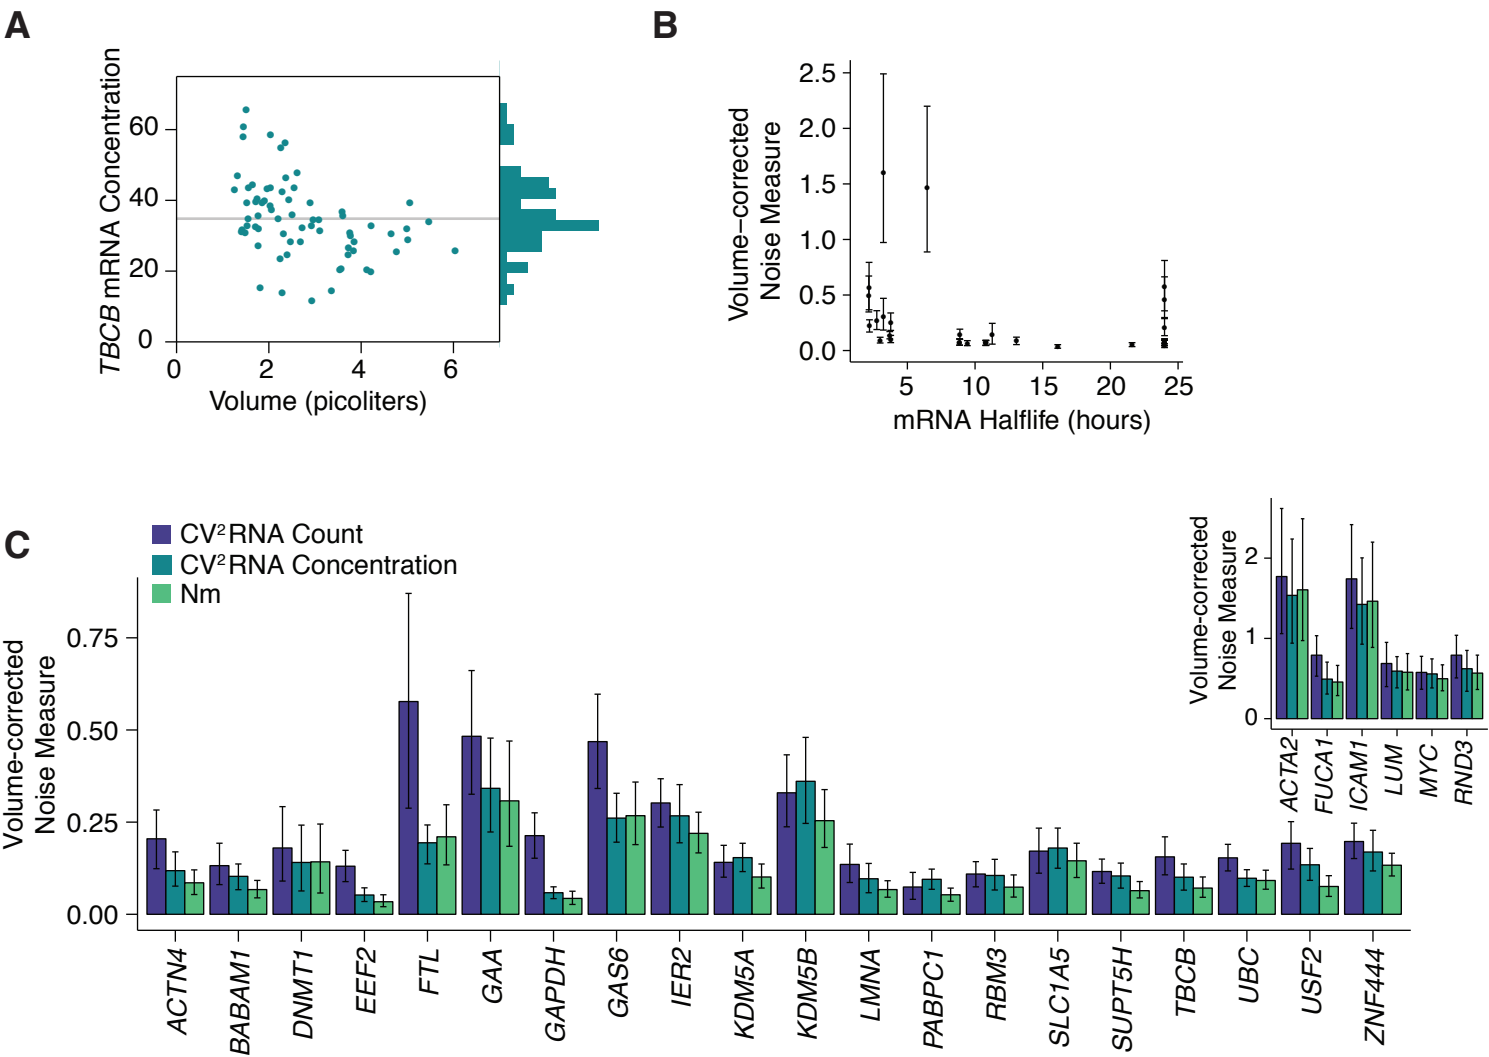 A
TBCB mRNA Concentration
60
40
20
0
0 2 4 6
Volume (picoliters)
B
Volume−corrected
Noise Measure
2.5
2.0
1.5
1.0
0.5
0.0
5 10 15 20 25
mRNA Halflife (hours)
C
CV² RNA Count
CV² RNA Concentration
Nm
Volume-corrected
Noise Measure
0.75
0.50
0.25
0.00
ACTN4 BABAM1 DNMT1 EEF2 FTL GAA GAPDH GAS6 IER2 KDM5A KDM5B LMNA PABPC1 RBM3 SLC1A5 SUPT5H TBCB UBC USF2 ZNF444
Volume-corrected
Noise Measure
2
1
0
ACTA2 FUCA1 ICAM1 LUM MYC RND3